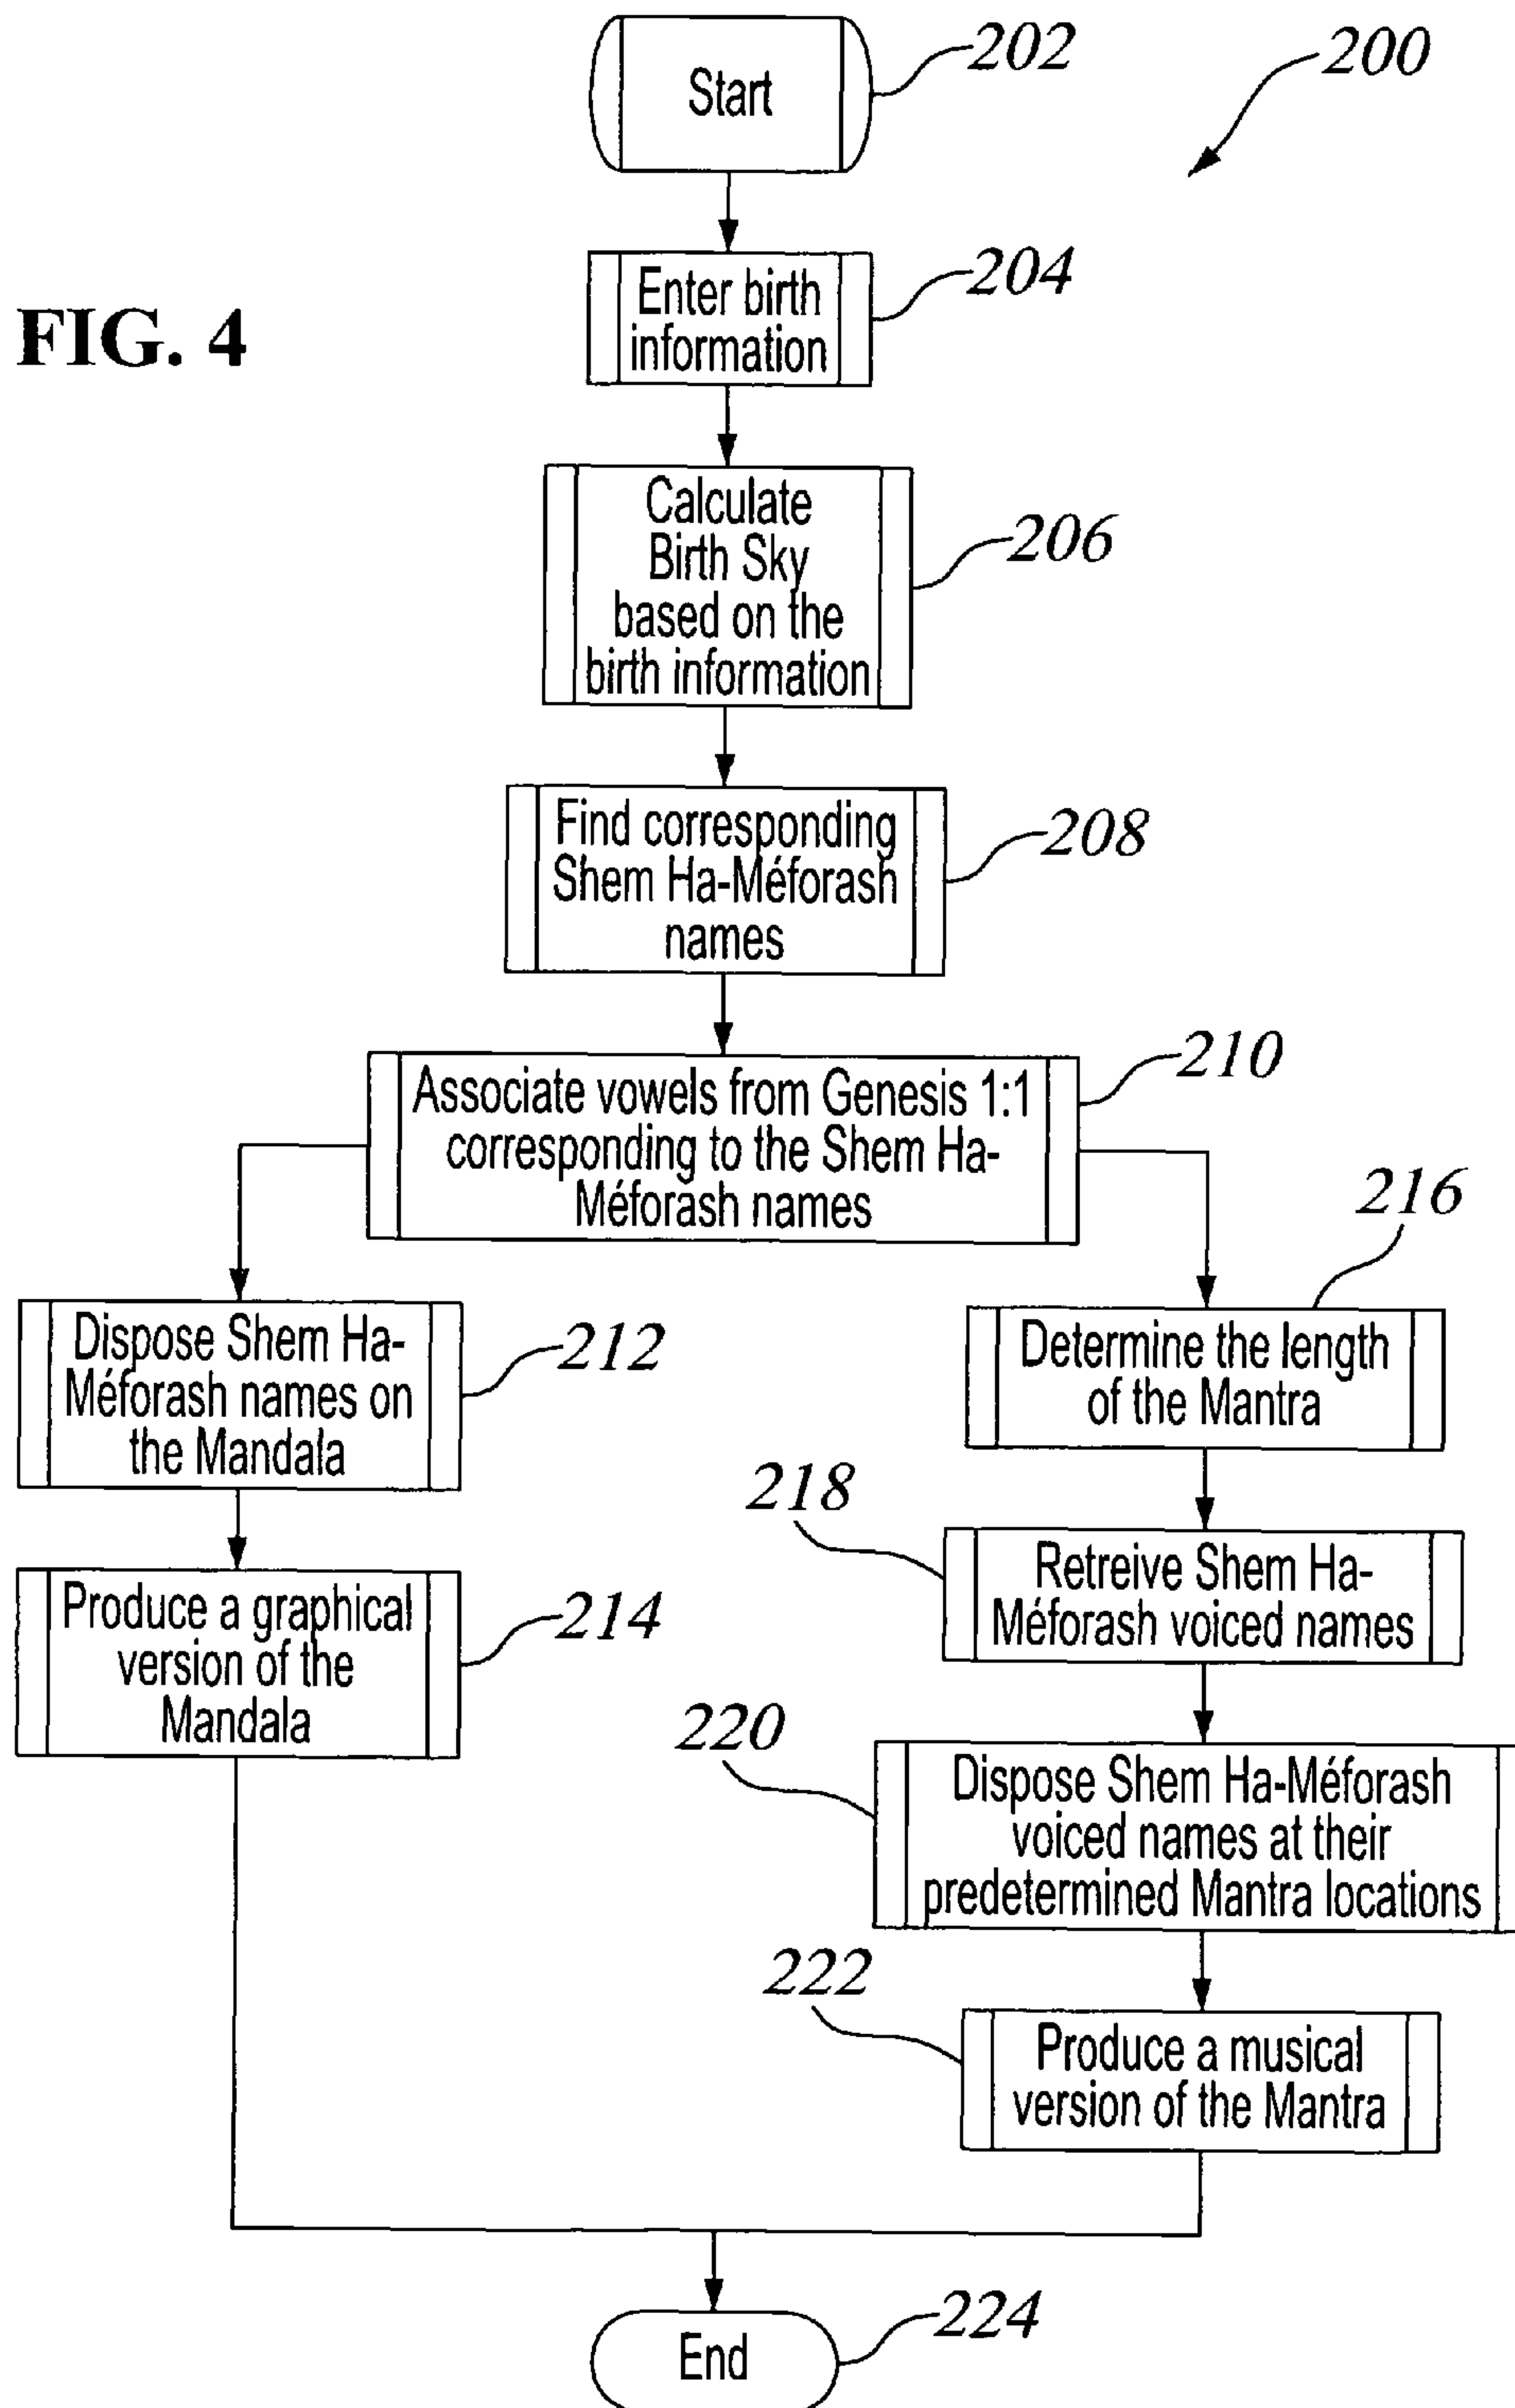 202
200
Start
FIG. 4
204
Enter birth
information
206
Calculate
Birth Sky
based on the
birth information
208
Find corresponding
Shem Ha-Méforash
names
210
Associate vowels from Genesis 1:1
corresponding to the Shem Ha-
Méforash names
212
Dispose Shem Ha-
Méforash names on
the Mandala
214
Produce a graphical
version of the
Mandala
216
Determine the length
of the Mantra
218
Retreive Shem Ha-
Méforash voiced names
220
Dispose Shem Ha-Méforash
voiced names at their
predetermined Mantra locations
222
Produce a musical
version of the Mantra
224
End